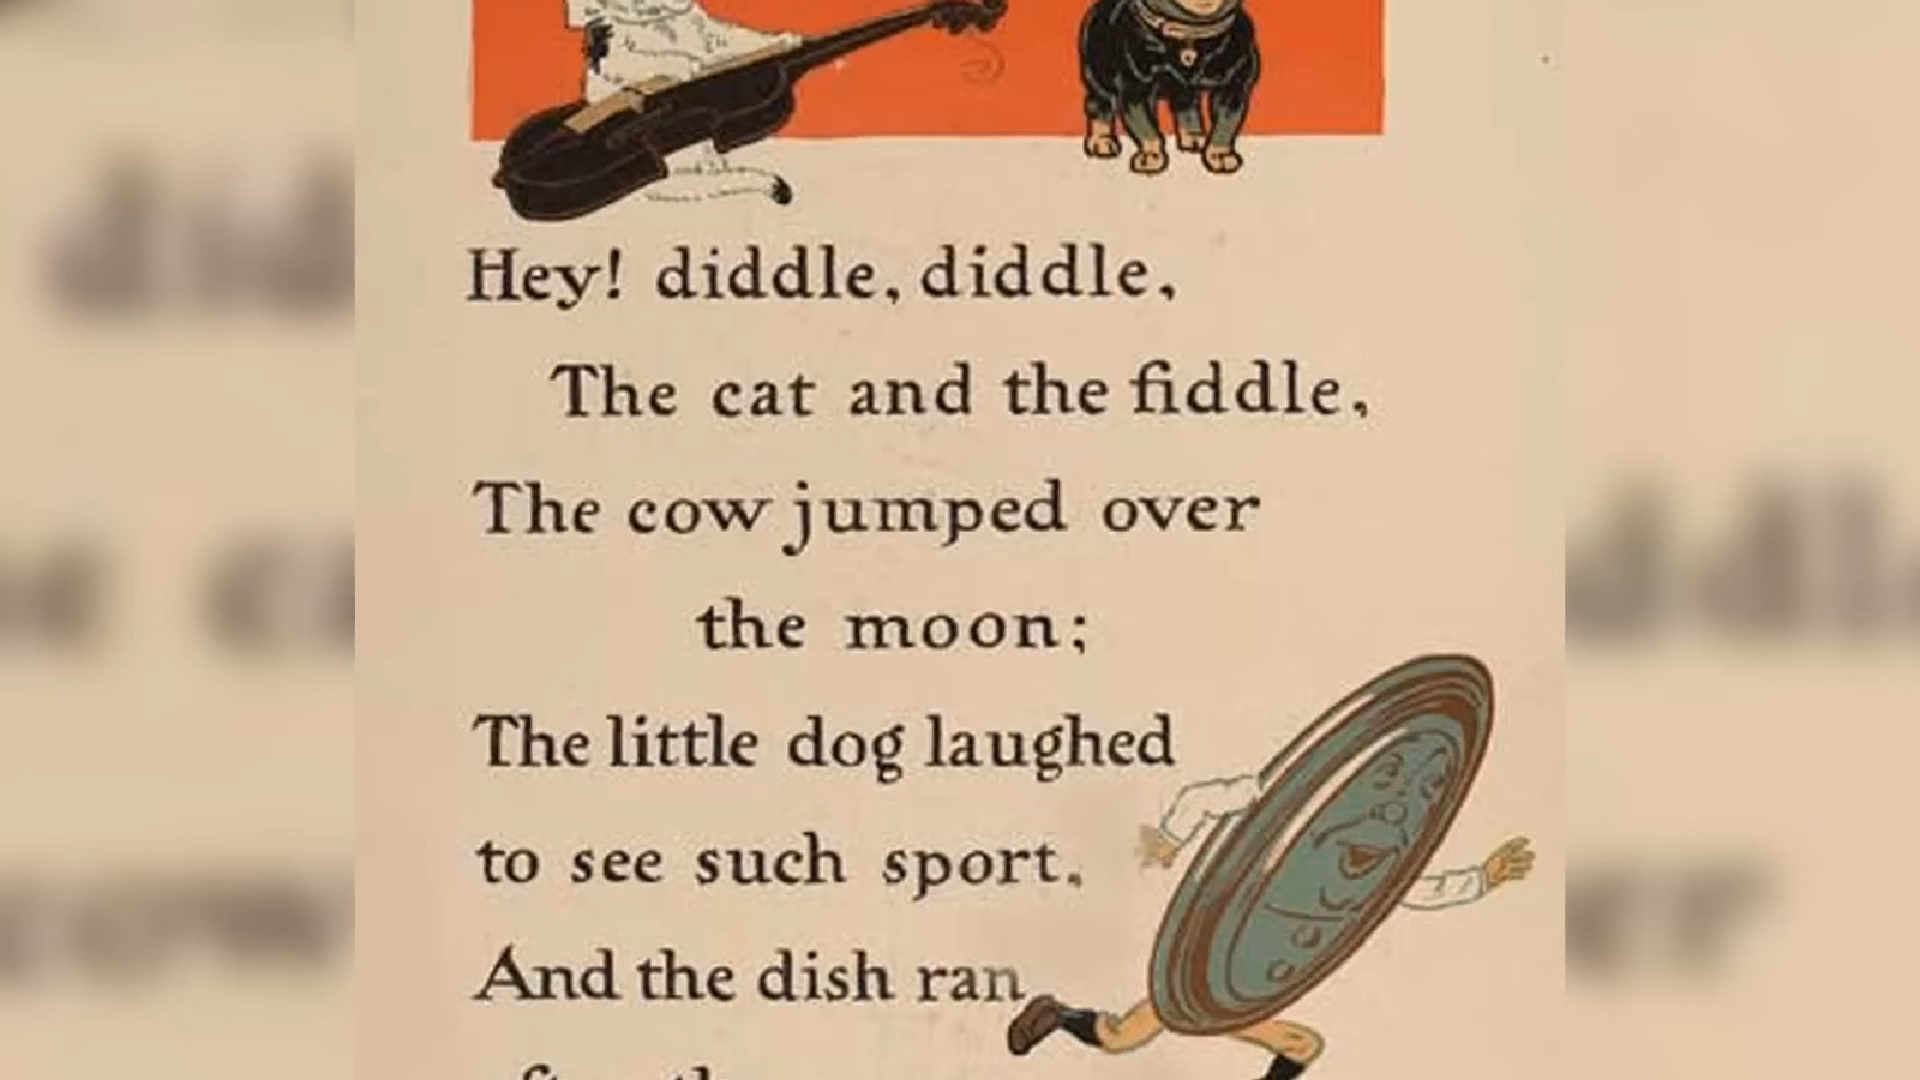 Hey! diddle, diddle,
The cat and the fiddle,
The cow jumped over
the moon;
The little dog laughed
to see such sport,
And the dish ran